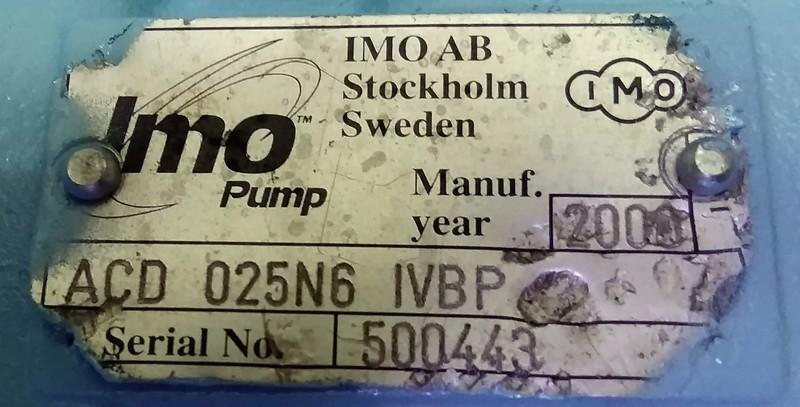 Imo™
Pump
IMO AB
Stockholm
Sweden
IMO
Manuf.
year 2000
ACD 025N6 IVBP
Serial No. 500443